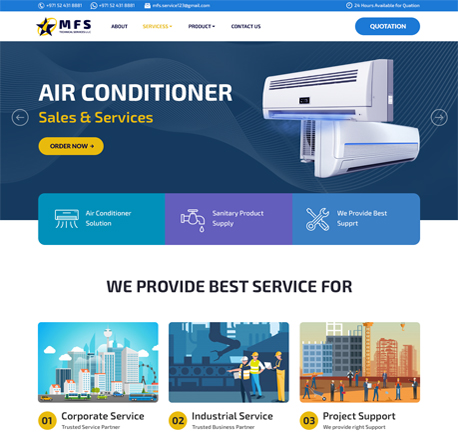 +971 52 431 8881 +971 52 431 8881 mfs.service123@gmail.com 24 Hours Available for Quation
MFS
TECHNICAL SERVICES L.L.C
ABOUT SERVICESS PRODUCT CONTACT US QUOTATION
AIR CONDITIONER
Sales & Services
ORDER NOW
Air Conditioner
Solution
Sanitary Product
Supply
We Provide Best
Supprt
WE PROVIDE BEST SERVICE FOR
01 Corporate Service
Trusted Service Partner
02 Industrial Service
Trusted Business Partner
03 Project Support
We provide right Support